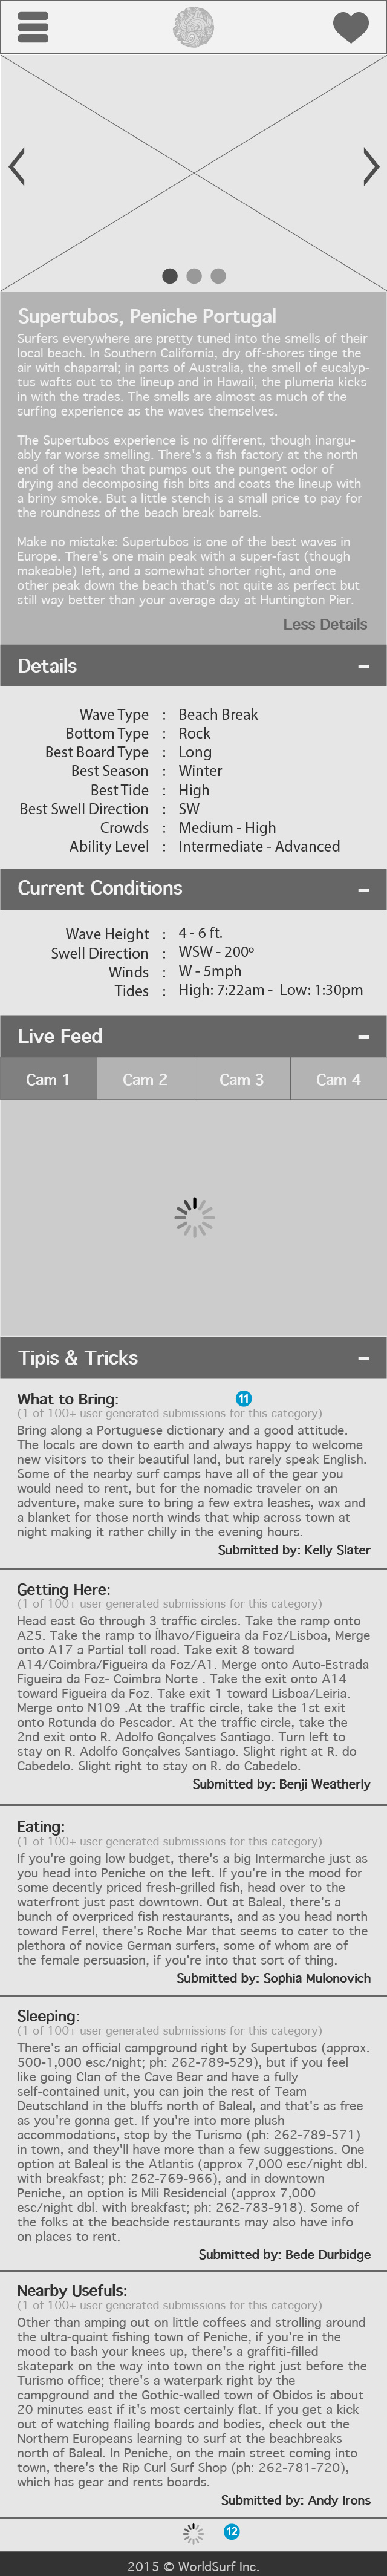 Supertubos, Peniche Portugal
Surfers everywhere are pretty tuned into the smells of their
local beach. In Southern California, dry off-shores tinge the
air with chaparral; in parts of Australia, the smell of eucalyp-
tus wafts out to the lineup and in Hawaii, the plumeria kicks
in with the trades. The smells are almost as much of the
surfing experience as the waves themselves.
The Supertubos experience is no different, though inargu-
ably far worse smelling. There's a fish factory at the north
end of the beach that pumps out the pungent odor of
drying and decomposing fish bits and coats the lineup with
a briny smoke. But a little stench is a small price to pay for
the roundness of the beach break barrels.
Make no mistake: Supertubos is one of the best waves in
Europe. There's one main peak with a super-fast (though
makeable) left, and a somewhat shorter right, and one
other peak down the beach that's not quite as perfect but
still way better than your average day at Huntington Pier.
Less Details
Details
Wave Type : Beach Break
Bottom Type : Rock
Best Board Type : Long
Best Season : Winter
Best Tide : High
Best Swell Direction : SW
Crowds : Medium - High
Ability Level : Intermediate - Advanced
Current Conditions
Wave Height : 4 - 6 ft.
Swell Direction : WSW - 200º
Winds : W - 5mph
Tides : High: 7:22am - Low: 1:30pm
Live Feed
Cam 1 Cam 2 Cam 3 Cam 4
Tipis & Tricks
What to Bring: 11
(1 of 100+ user generated submissions for this category)
Bring along a Portuguese dictionary and a good attitude.
The locals are down to earth and always happy to welcome
new visitors to their beautiful land, but rarely speak English.
Some of the nearby surf camps have all of the gear you
would need to rent, but for the nomadic traveler on an
adventure, make sure to bring a few extra leashes, wax and
a blanket for those north winds that whip across town at
night making it rather chilly in the evening hours.
Submitted by: Kelly Slater
Getting Here:
(1 of 100+ user generated submissions for this category)
Head east Go through 3 traffic circles. Take the ramp onto
A25. Take the ramp to Ílhavo/Figueira da Foz/Lisboa, Merge
onto A17 a Partial toll road. Take exit 8 toward
A14/Coimbra/Figueira da Foz/A1. Merge onto Auto-Estrada
Figueira da Foz- Coimbra Norte . Take the exit onto A14
toward Figueira da Foz. Take exit 1 toward Lisboa/Leiria.
Merge onto N109 .At the traffic circle, take the 1st exit
onto Rotunda do Pescador. At the traffic circle, take the
2nd exit onto R. Adolfo Gonçalves Santiago. Turn left to
stay on R. Adolfo Gonçalves Santiago. Slight right at R. do
Cabedelo. Slight right to stay on R. do Cabedelo.
Submitted by: Benji Weatherly
Eating:
(1 of 100+ user generated submissions for this category)
If you're going low budget, there's a big Intermarche just as
you head into Peniche on the left. If you're in the mood for
some decently priced fresh-grilled fish, head over to the
waterfront just past downtown. Out at Baleal, there's a
bunch of overpriced fish restaurants, and as you head north
toward Ferrel, there's Roche Mar that seems to cater to the
plethora of novice German surfers, some of whom are of
the female persuasion, if you're into that sort of thing.
Submitted by: Sophia Mulonovich
Sleeping:
(1 of 100+ user generated submissions for this category)
There's an official campground right by Supertubos (approx.
500-1,000 esc/night; ph: 262-789-529), but if you feel
like going Clan of the Cave Bear and have a fully
self-contained unit, you can join the rest of Team
Deutschland in the bluffs north of Baleal, and that's as free
as you're gonna get. If you're into more plush
accommodations, stop by the Turismo (ph: 262-789-571)
in town, and they'll have more than a few suggestions. One
option at Baleal is the Atlantis (approx 7,000 esc/night dbl.
with breakfast; ph: 262-769-966), and in downtown
Peniche, an option is Mili Residencial (approx 7,000
esc/night dbl. with breakfast; ph: 262-783-918). Some of
the folks at the beachside restaurants may also have info
on places to rent.
Submitted by: Bede Durbidge
Nearby Usefuls:
(1 of 100+ user generated submissions for this category)
Other than amping out on little coffees and strolling around
the ultra-quaint fishing town of Peniche, if you're in the
mood to bash your knees up, there's a graffiti-filled
skatepark on the way into town on the right just before the
Turismo office; there's a waterpark right by the
campground and the Gothic-walled town of Obidos is about
20 minutes east if it's most certainly flat. If you get a kick
out of watching flailing boards and bodies, check out the
Northern Europeans learning to surf at the beachbreaks
north of Baleal. In Peniche, on the main street coming into
town, there's the Rip Curl Surf Shop (ph: 262-781-720),
which has gear and rents boards.
Submitted by: Andy Irons
12
2015 © WorldSurf Inc.